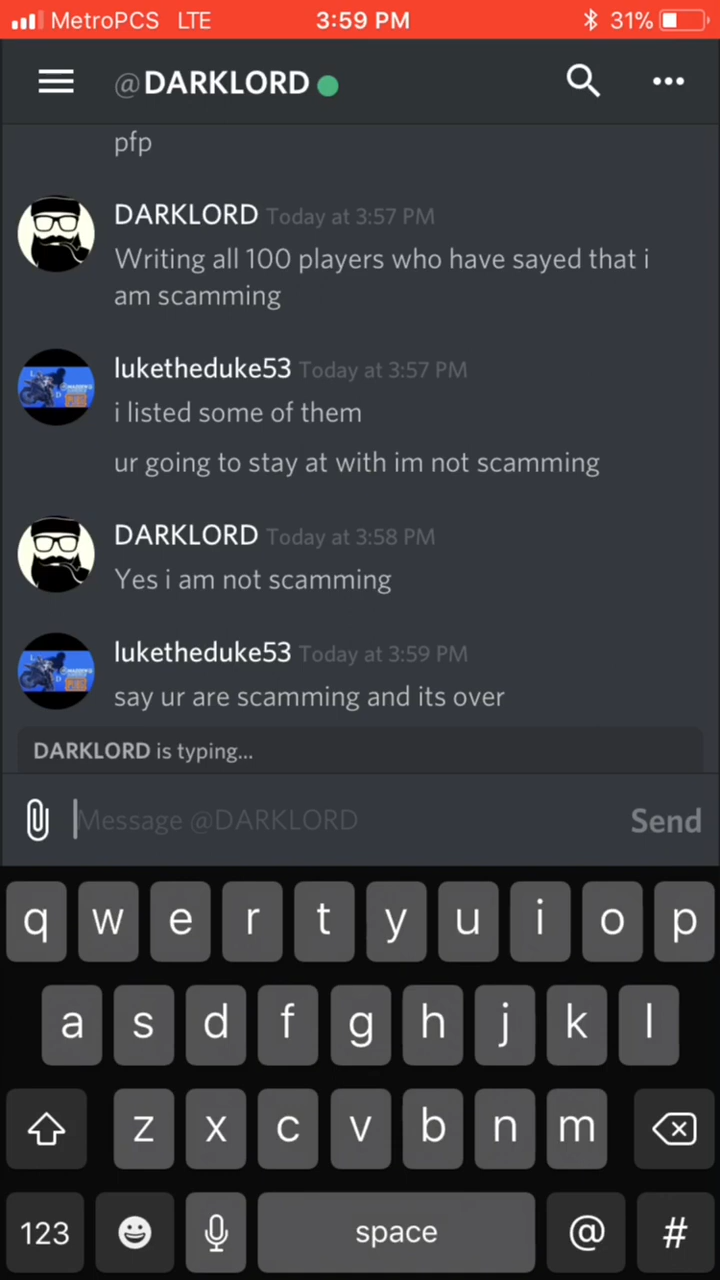 MetroPCS LTE 3:59 PM 31%
@DARKLORD
pfp
DARKLORD Today at 3:57 PM
Writing all 100 players who have sayed that i
am scamming
luketheduke53 Today at 3:57 PM
i listed some of them
ur going to stay at with im not scamming
DARKLORD Today at 3:58 PM
Yes i am not scamming
luketheduke53 Today at 3:59 PM
say ur are scamming and its over
DARKLORD is typing...
Message @DARKLORD Send
q w e r t y u i o p
a s d f g h j k l
z x c v b n m
123 space @ #